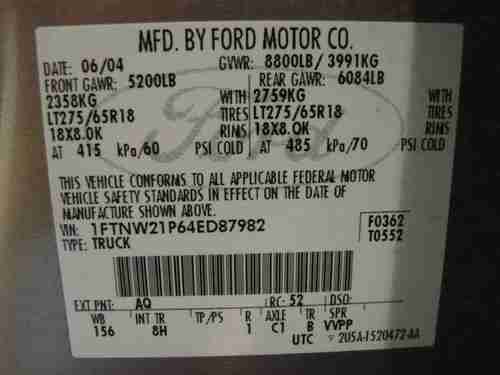 MFD. BY FORD MOTOR CO.
DATE: 06/04 GVWR: 8800LB/ 3991KG
FRONT GAWR: 5200LB REAR GAWR: 6084LB
2358KG WITH 2759KG WITH
LT275/65R18 TIRES LT275/65R18 TIRES
18X8.0K RIMS 18X8.0K RIMS
AT 415 kPa/60 PSI COLD AT 485 kPa/70 PSI COLD
THIS VEHICLE CONFORMS TO ALL APPLICABLE FEDERAL MOTOR
VEHICLE SAFETY STANDARDS IN EFFECT ON THE DATE OF
MANUFACTURE SHOWN ABOVE.
VIN: 1FTNW21P64ED87982 F0362
TYPE: TRUCK T0552
EXT PNT: AQ RC: 52 DSO:
WB INT TR TP/PS R AXLE TR SPR
156 8H 1 C1 B VVPP
UTC 2U5A-1520472-AA
Ford